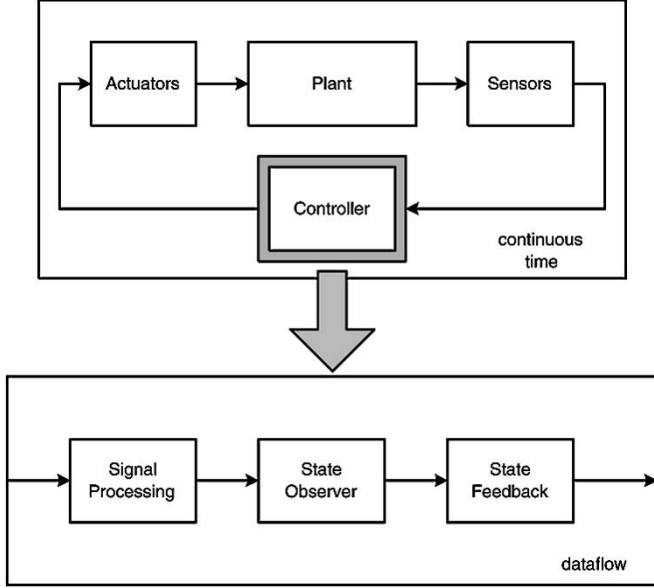 Actuators
Plant
Sensors
Controller
continuous
time
Signal
Processing
State
Observer
State
Feedback
dataflow